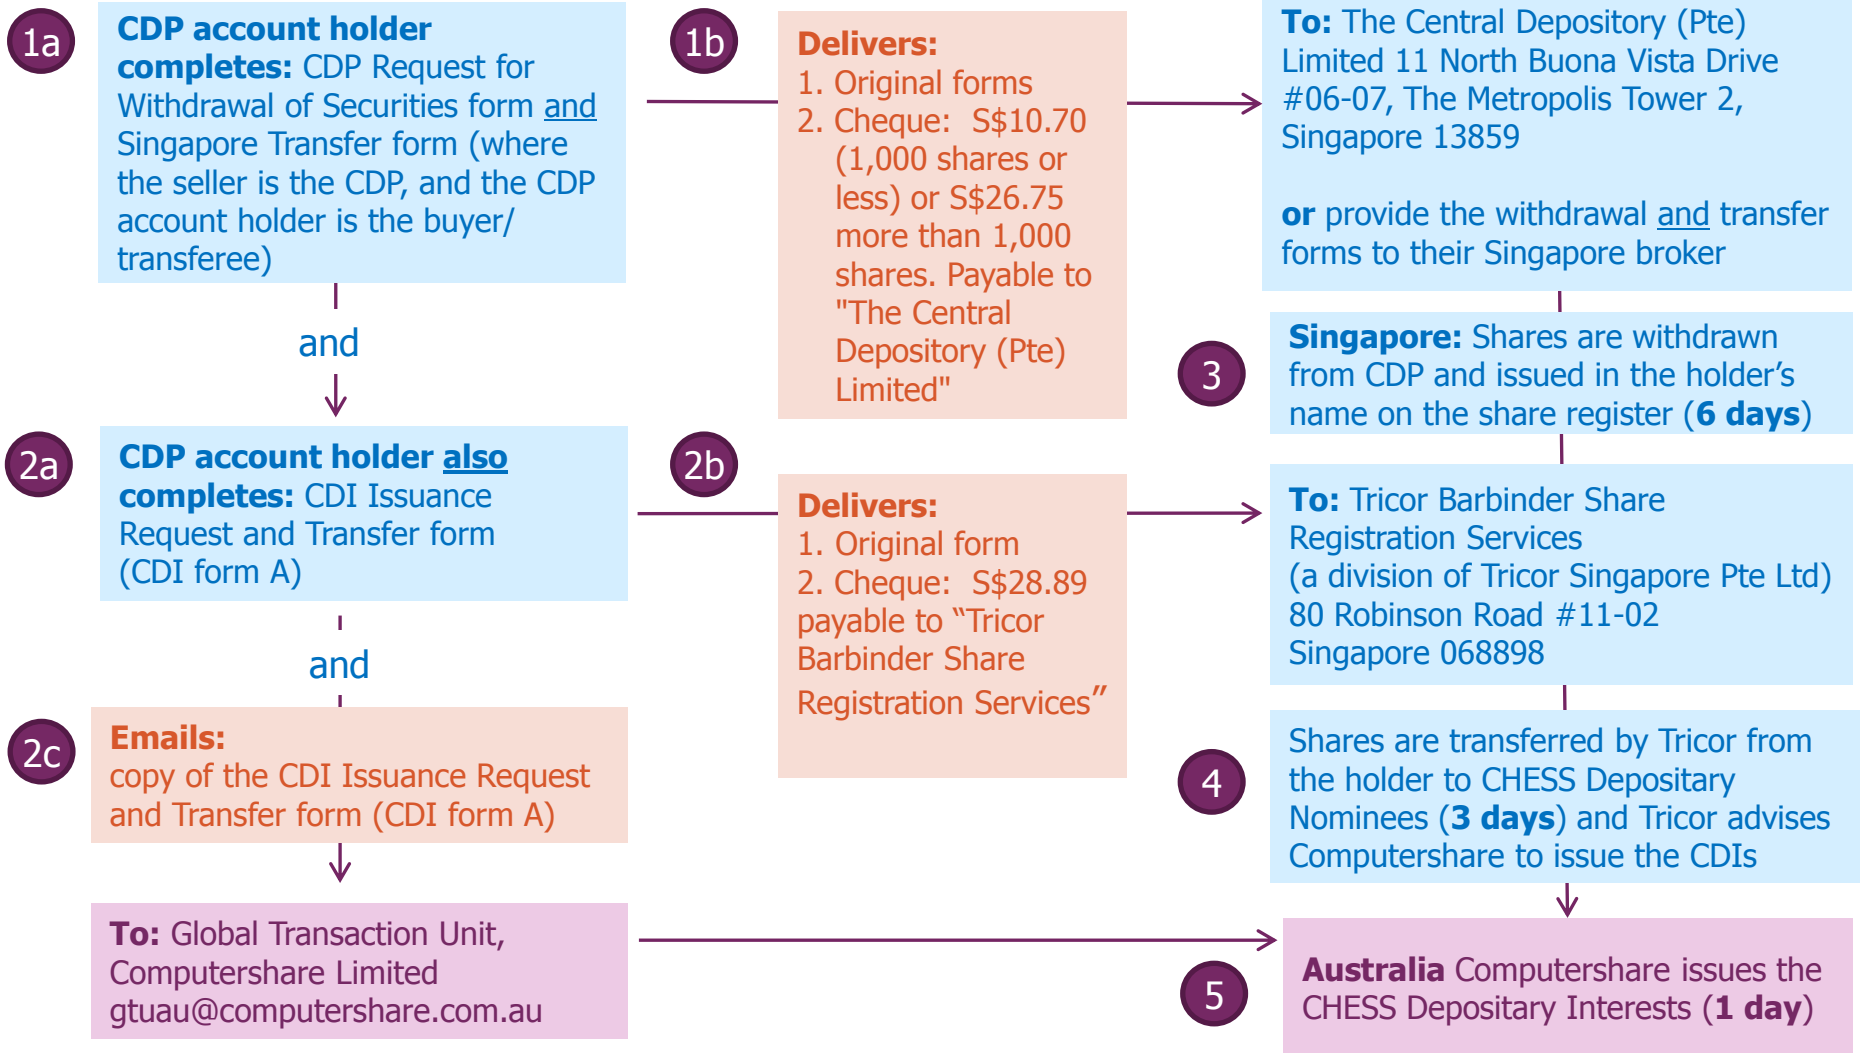 1a
CDP account holder
completes: CDP Request for
Withdrawal of Securities form and
Singapore Transfer form (where
the seller is the CDP, and the CDP
account holder is the buyer/
transferee)
1b
Delivers:
1. Original forms
2. Cheque: S$10.70
(1,000 shares or
less) or S$26.75
more than 1,000
shares. Payable to
"The Central
Depository (Pte)
Limited"
To: The Central Depository (Pte)
Limited 11 North Buona Vista Drive
#06-07, The Metropolis Tower 2,
Singapore 13859
or provide the withdrawal and transfer
forms to their Singapore broker
and
3
Singapore: Shares are withdrawn
from CDP and issued in the holder’s
name on the share register (6 days)
2a
CDP account holder also
completes: CDI Issuance
Request and Transfer form
(CDI form A)
2b
Delivers:
1. Original form
2. Cheque: S$28.89
payable to “Tricor
Barbinder Share
Registration Services”
To: Tricor Barbinder Share
Registration Services
(a division of Tricor Singapore Pte Ltd)
80 Robinson Road #11-02
Singapore 068898
and
2c
Emails:
copy of the CDI Issuance Request
and Transfer form (CDI form A)
4
Shares are transferred by Tricor from
the holder to CHESS Depositary
Nominees (3 days) and Tricor advises
Computershare to issue the CDIs
To: Global Transaction Unit,
Computershare Limited
gtuau@computershare.com.au
5
Australia Computershare issues the
CHESS Depositary Interests (1 day)